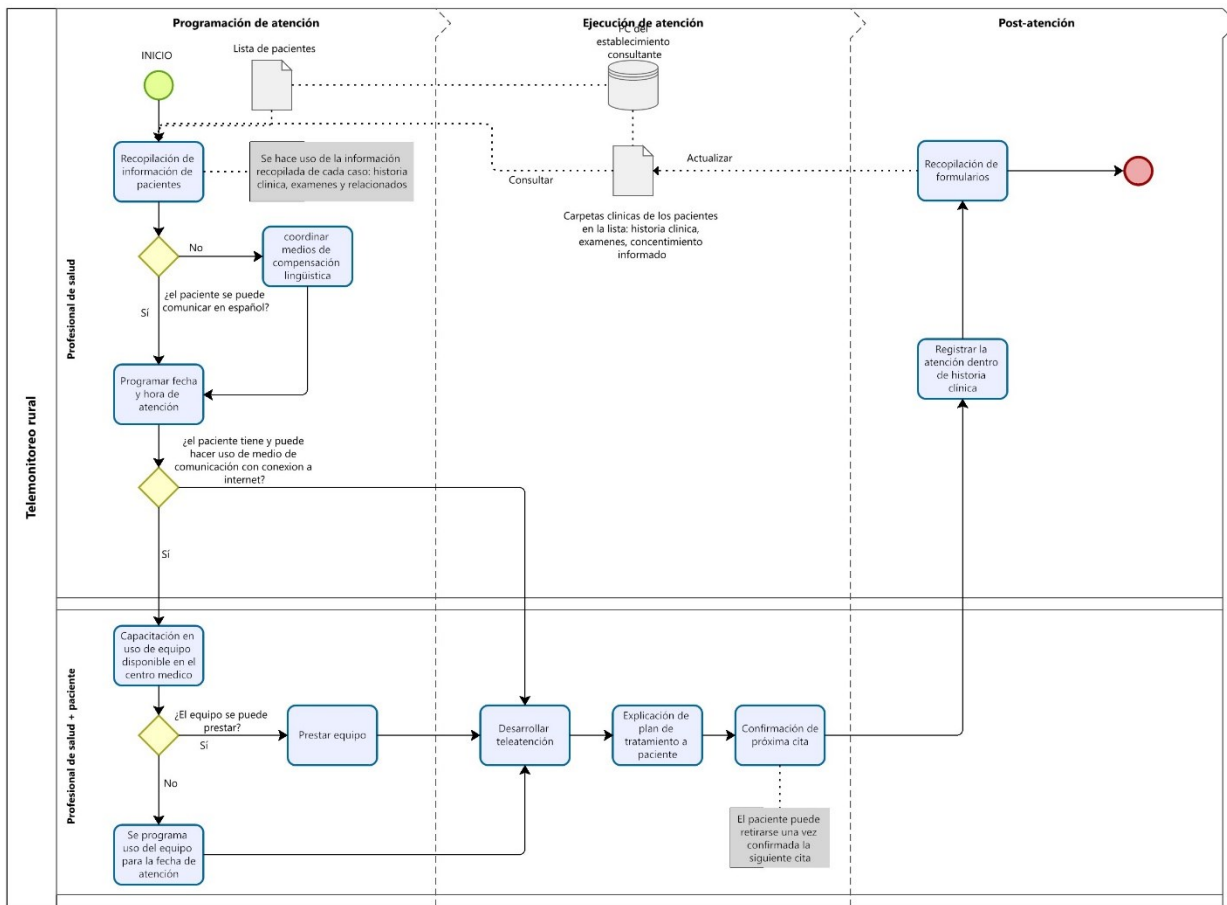 Programación de atención
Ejecución de atención
Post-atención
Telemonitoreo rural
Profesional de salud
Profesional de salud + paciente
INICIO
Lista de pacientes
PC del
establecimiento
consultante
Recopilación de
información de
pacientes
Se hace uso de la información
recopilada de cada caso: historia
clínica, examenes y relacionados
Consultar
Actualizar
Recopilación de
formularios
Carpetas clinicas de los pacientes
en la lista: historia clinica,
examenes, concentimiento
informado
No
coordinar
medios de
compensación
lingüistica
¿el paciente se puede
comunicar en español?
Sí
Programar fecha
y hora de
atención
Registrar la
atención dentro
de historia
clínica
¿el paciente tiene y puede
hacer uso de medio de
comunicación con conexion a
internet?
Sí
Capacitación en
uso de equipo
disponible en el
centro medico
¿El equipo se puede
prestar?
Sí
Prestar equipo
Desarrollar
teleatención
Explicación de
plan de
tratamiento a
paciente
Confirmación de
próxima cita
No
Se programa
uso del equipo
para la fecha de
atención
El paciente puede
retirarse una vez
confirmada la
siguiente cita